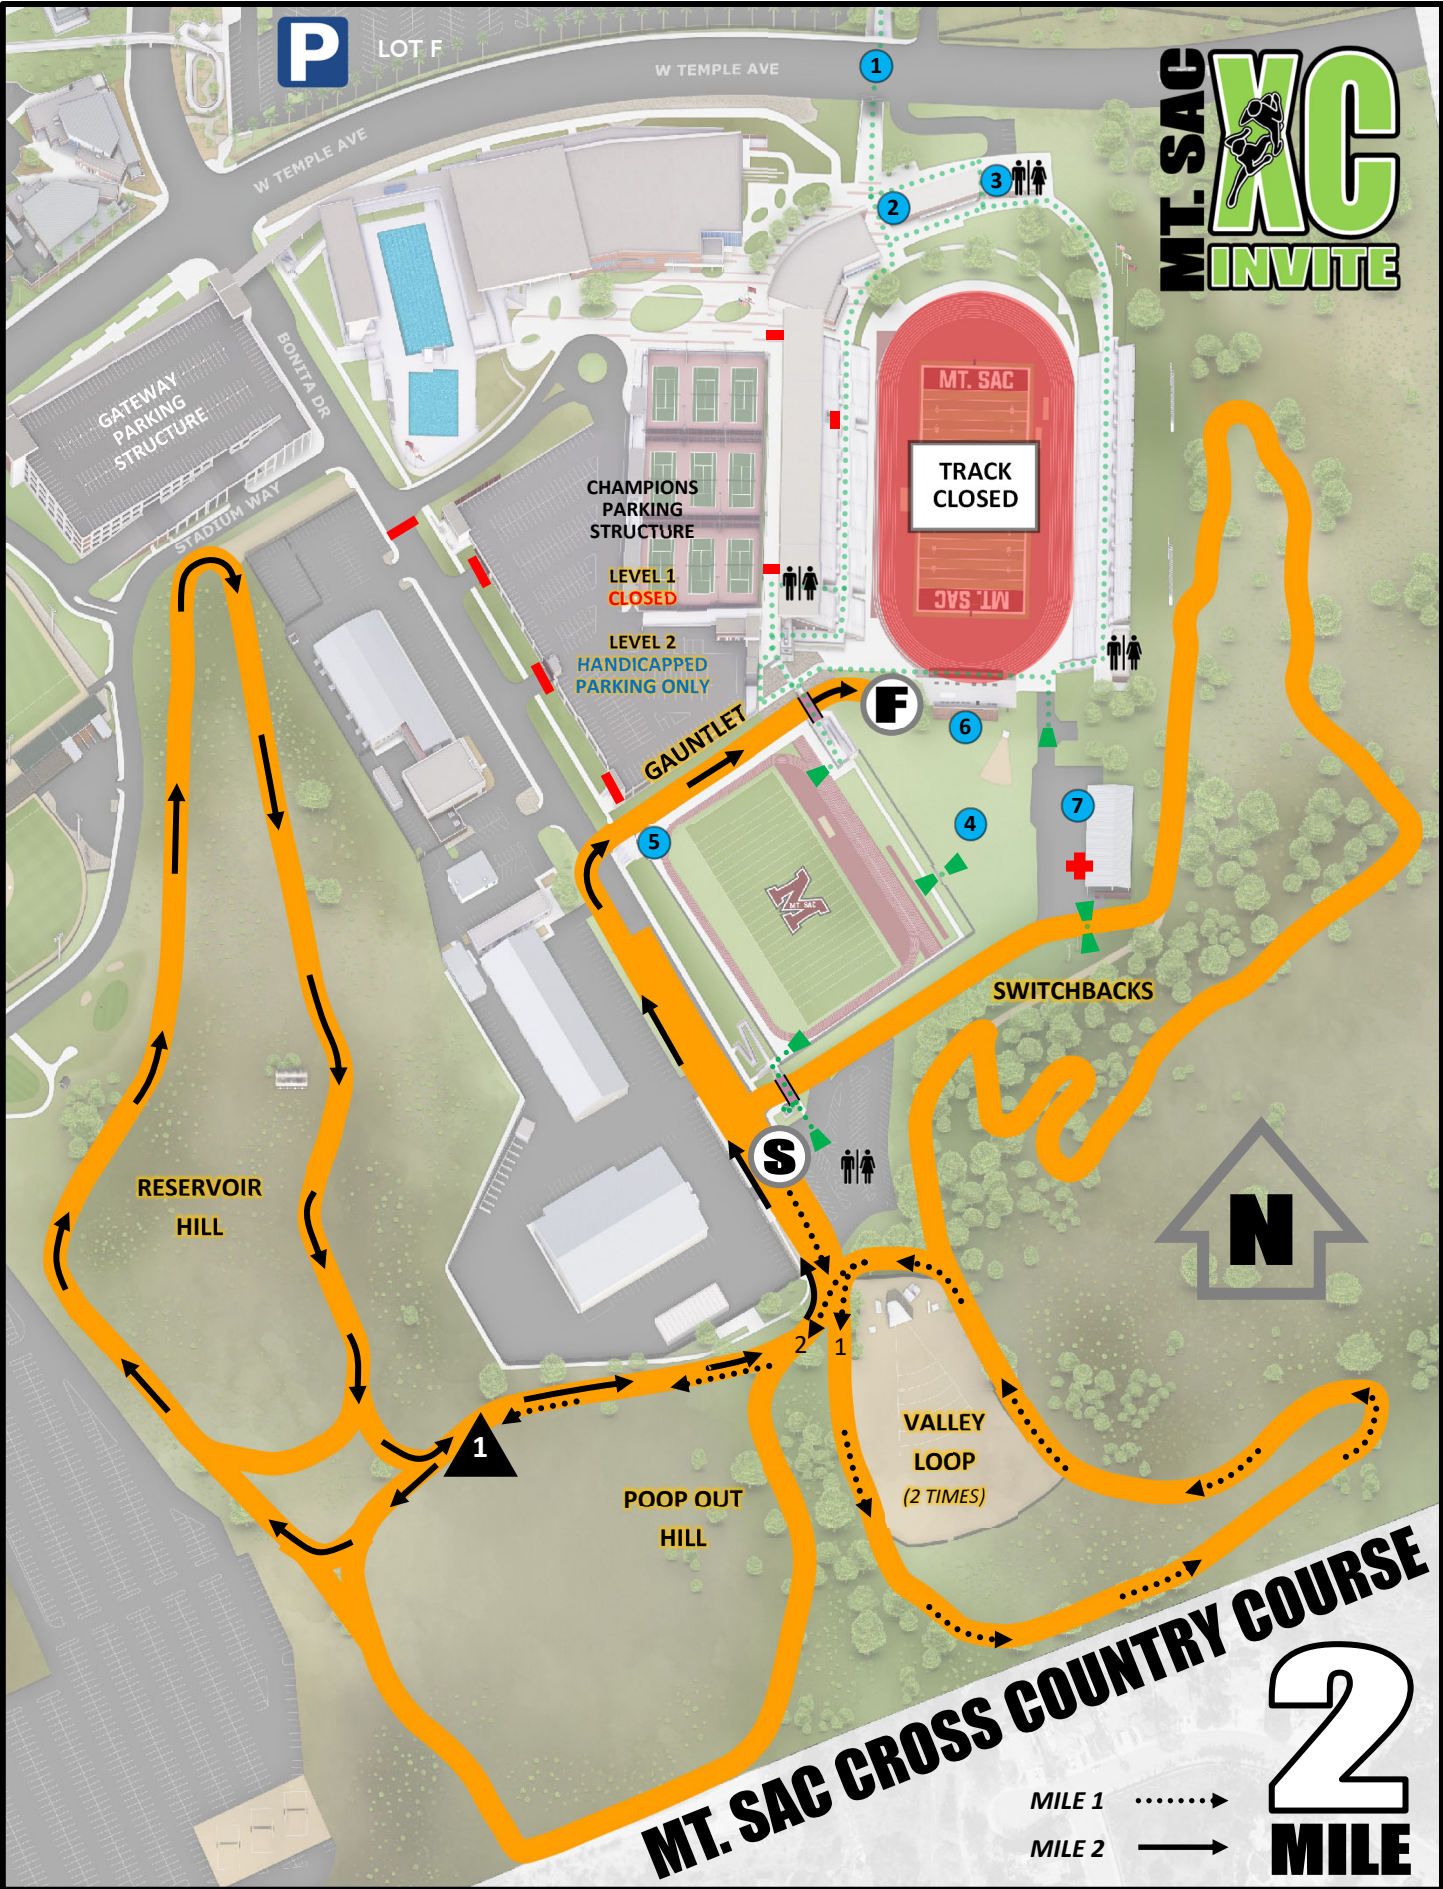 P
LOT F
W TEMPLE AVE
1
MT. SAC
XC
INVITE
W TEMPLE AVE
3
2
BONITA DR
GATEWAY
PARKING
STRUCTURE
MT. SAC
TRACK
CLOSED
MT. SAC
STADIUM WAY
CHAMPIONS
PARKING
STRUCTURE
LEVEL 1
CLOSED
LEVEL 2
HANDICAPPED
PARKING ONLY
GAUNTLET
F
6
5
4
7
M
MT. SAC
SWITCHBACKS
S
RESERVOIR
HILL
N
2
1
1
VALLEY
LOOP
(2 TIMES)
POOP OUT
HILL
MT. SAC CROSS COUNTRY COURSE
2
MILE
MILE 1
MILE 2